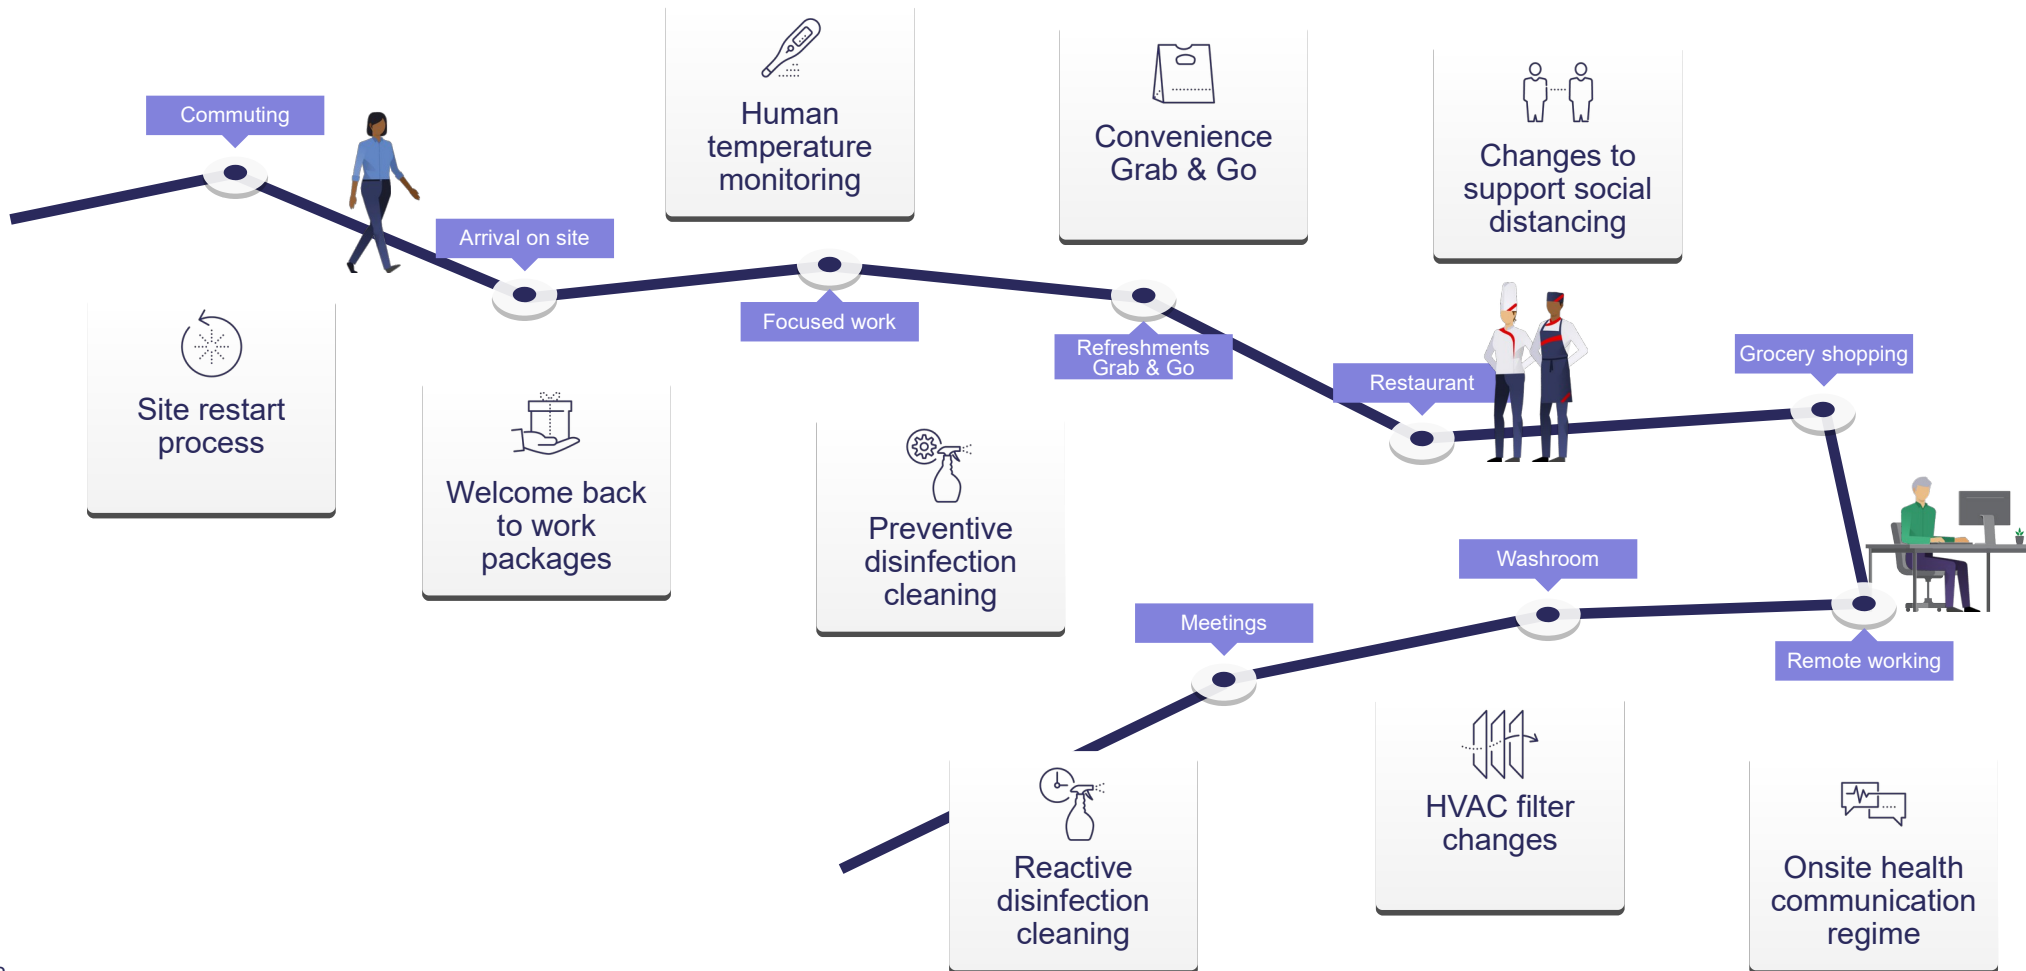 Commuting
Arrival on site
Human
temperature
monitoring
Focused work
Convenience
Grab & Go
Refreshments
Grab & Go
Changes to
support social
distancing
Restaurant
Grocery shopping
Site restart
process
Welcome back
to work
packages
Preventive
disinfection
cleaning
Meetings
Washroom
Remote working
Reactive
disinfection
cleaning
HVAC filter
changes
Onsite health
communication
regime